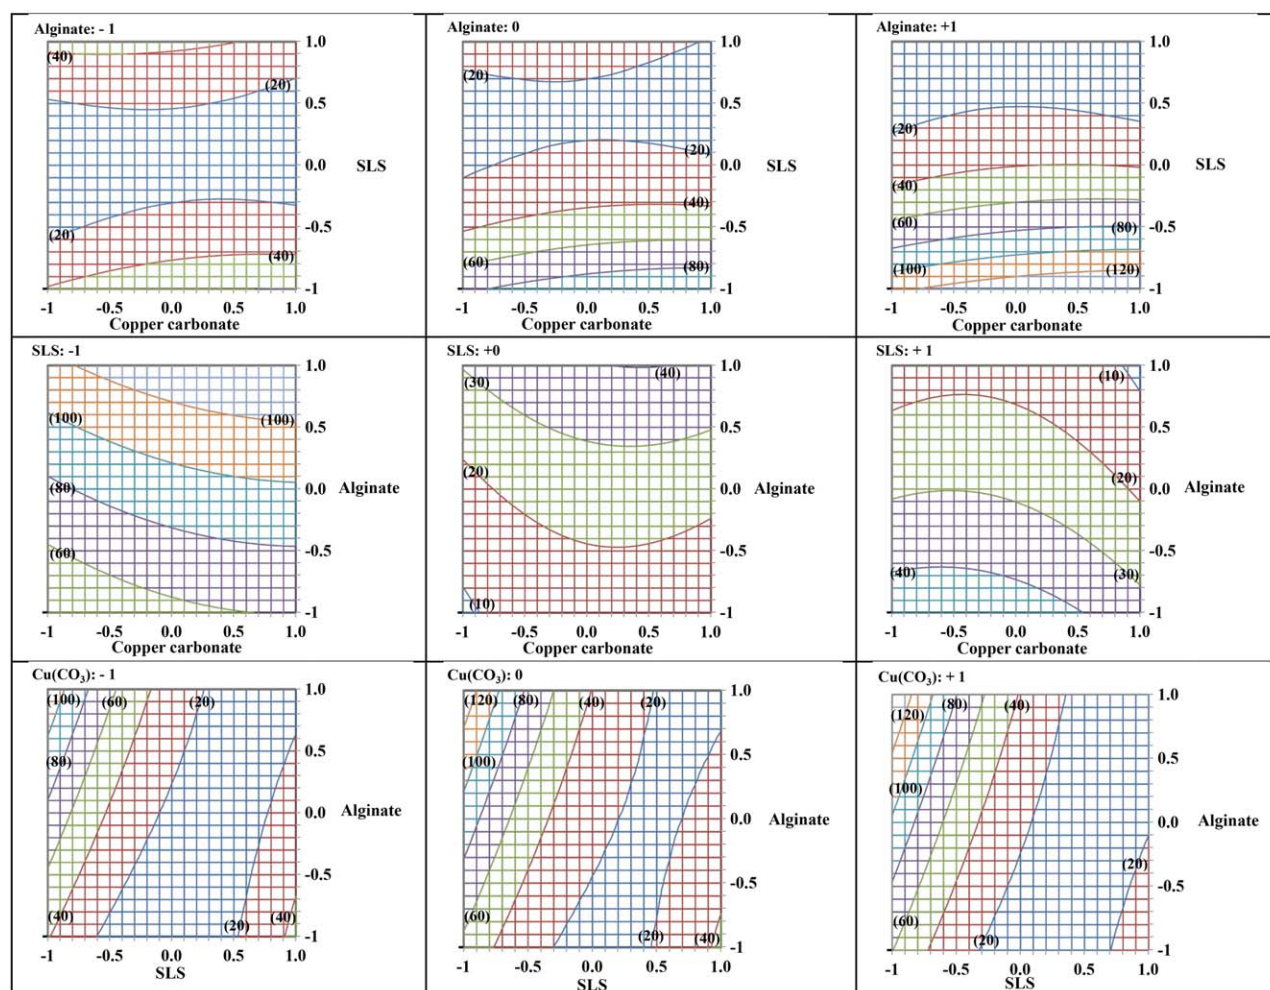 Alginate: - 1
1.0
(40)
(20)
0.5
0.0
SLS
(20)
-0.5
(40)
-1
-1 -0.5 0.0 0.5 1.0
Copper carbonate
Alginate: 0
1.0
(20)
0.5
(20)
0.0
SLS
(40)
-0.5
(60)
(80)
-1
-1 -0.5 0.0 0.5 1.0
Copper carbonate
Alginate: +1
1.0
0.5
(20)
0.0
SLS
(40)
(60)
-0.5
(80)
(100)
(120)
-1
-1 -0.5 0.0 0.5 1.0
Copper carbonate
SLS: -1
1.0
(100)
(100)
0.5
(80)
0.0
Alginate
(60)
-0.5
-1
-1 -0.5 0.0 0.5 1.0
Copper carbonate
SLS: +0
1.0
(40)
(30)
0.5
(20)
0.0
Alginate
-0.5
(10)
-1
-1 -0.5 0.0 0.5 1.0
Copper carbonate
SLS: + 1
1.0
(10)
0.5
(20)
0.0
Alginate
-0.5
(40)
(30)
-1
-1 -0.5 0.0 0.5 1.0
Copper carbonate
Cu(CO3): - 1
1.0
(100) (60) (20)
0.5
(80)
0.0
Alginate
-0.5
(40) (20) (40)
-1
-1 -0.5 0.0 0.5 1.0
SLS
Cu(CO3): 0
1.0
(120) (80) (40) (20)
0.5
(100)
0.0
Alginate
-0.5
(60) (20) (40)
-1
-1 -0.5 0.0 0.5 1.0
SLS
Cu(CO3): + 1
1.0
(120) (80) (40)
0.5
(100)
0.0
Alginate
(20)
-0.5
(60) (20)
-1
-1 -0.5 0.0 0.5 1.0
SLS